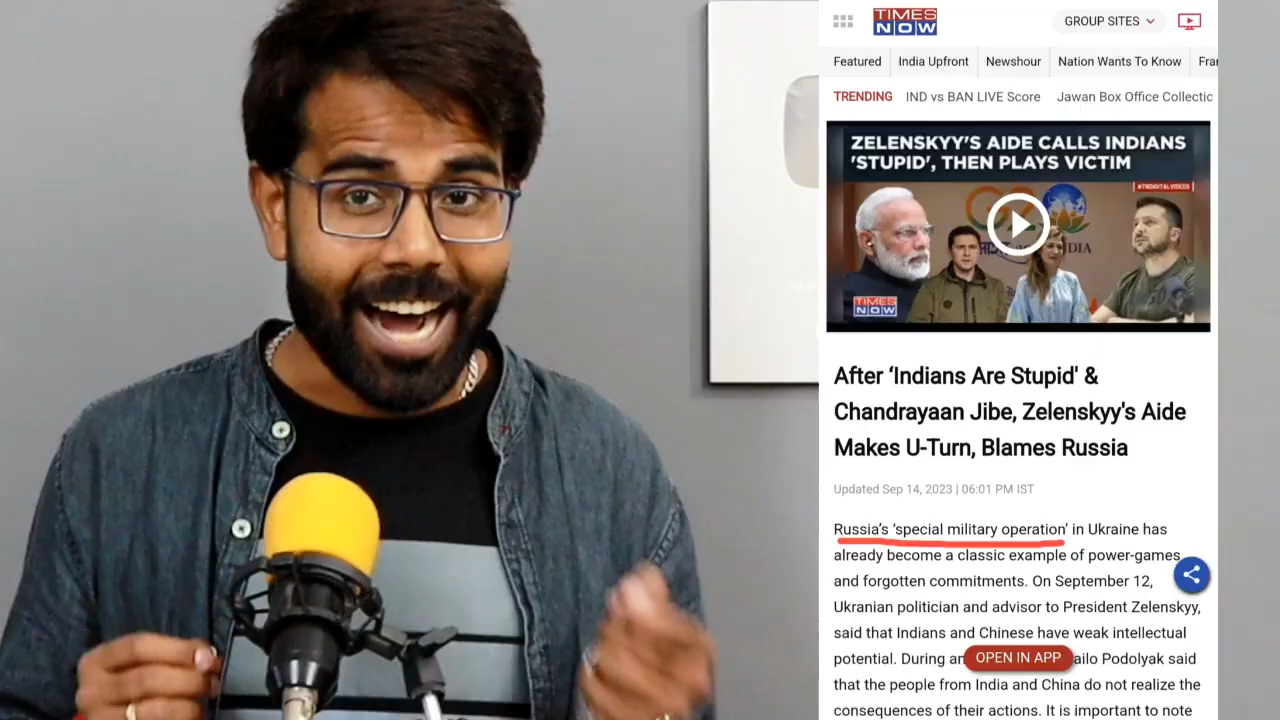 TIMES
NOW
GROUP SITES
Featured
India Upfront
Newshour
Nation Wants To Know
Fra
TRENDING
IND vs BAN LIVE Score
Jawan Box Office Collectic
ZELENSKYY'S AIDE CALLS INDIANS
'STUPID', THEN PLAYS VICTIM
#TNDIGITALVIDEOS
TIMES
NOW
After ‘Indians Are Stupid' &
Chandrayaan Jibe, Zelenskyy's Aide
Makes U-Turn, Blames Russia
Updated Sep 14, 2023 | 06:01 PM IST
Russia’s ‘special military operation’ in Ukraine has
already become a classic example of power-games
and forgotten commitments. On September 12,
Ukranian politician and advisor to President Zelenskyy,
said that Indians and Chinese have weak intellectual
potential. During an OPEN IN APP ailo Podolyak said
that the people from India and China do not realize the
consequences of their actions. It is important to note